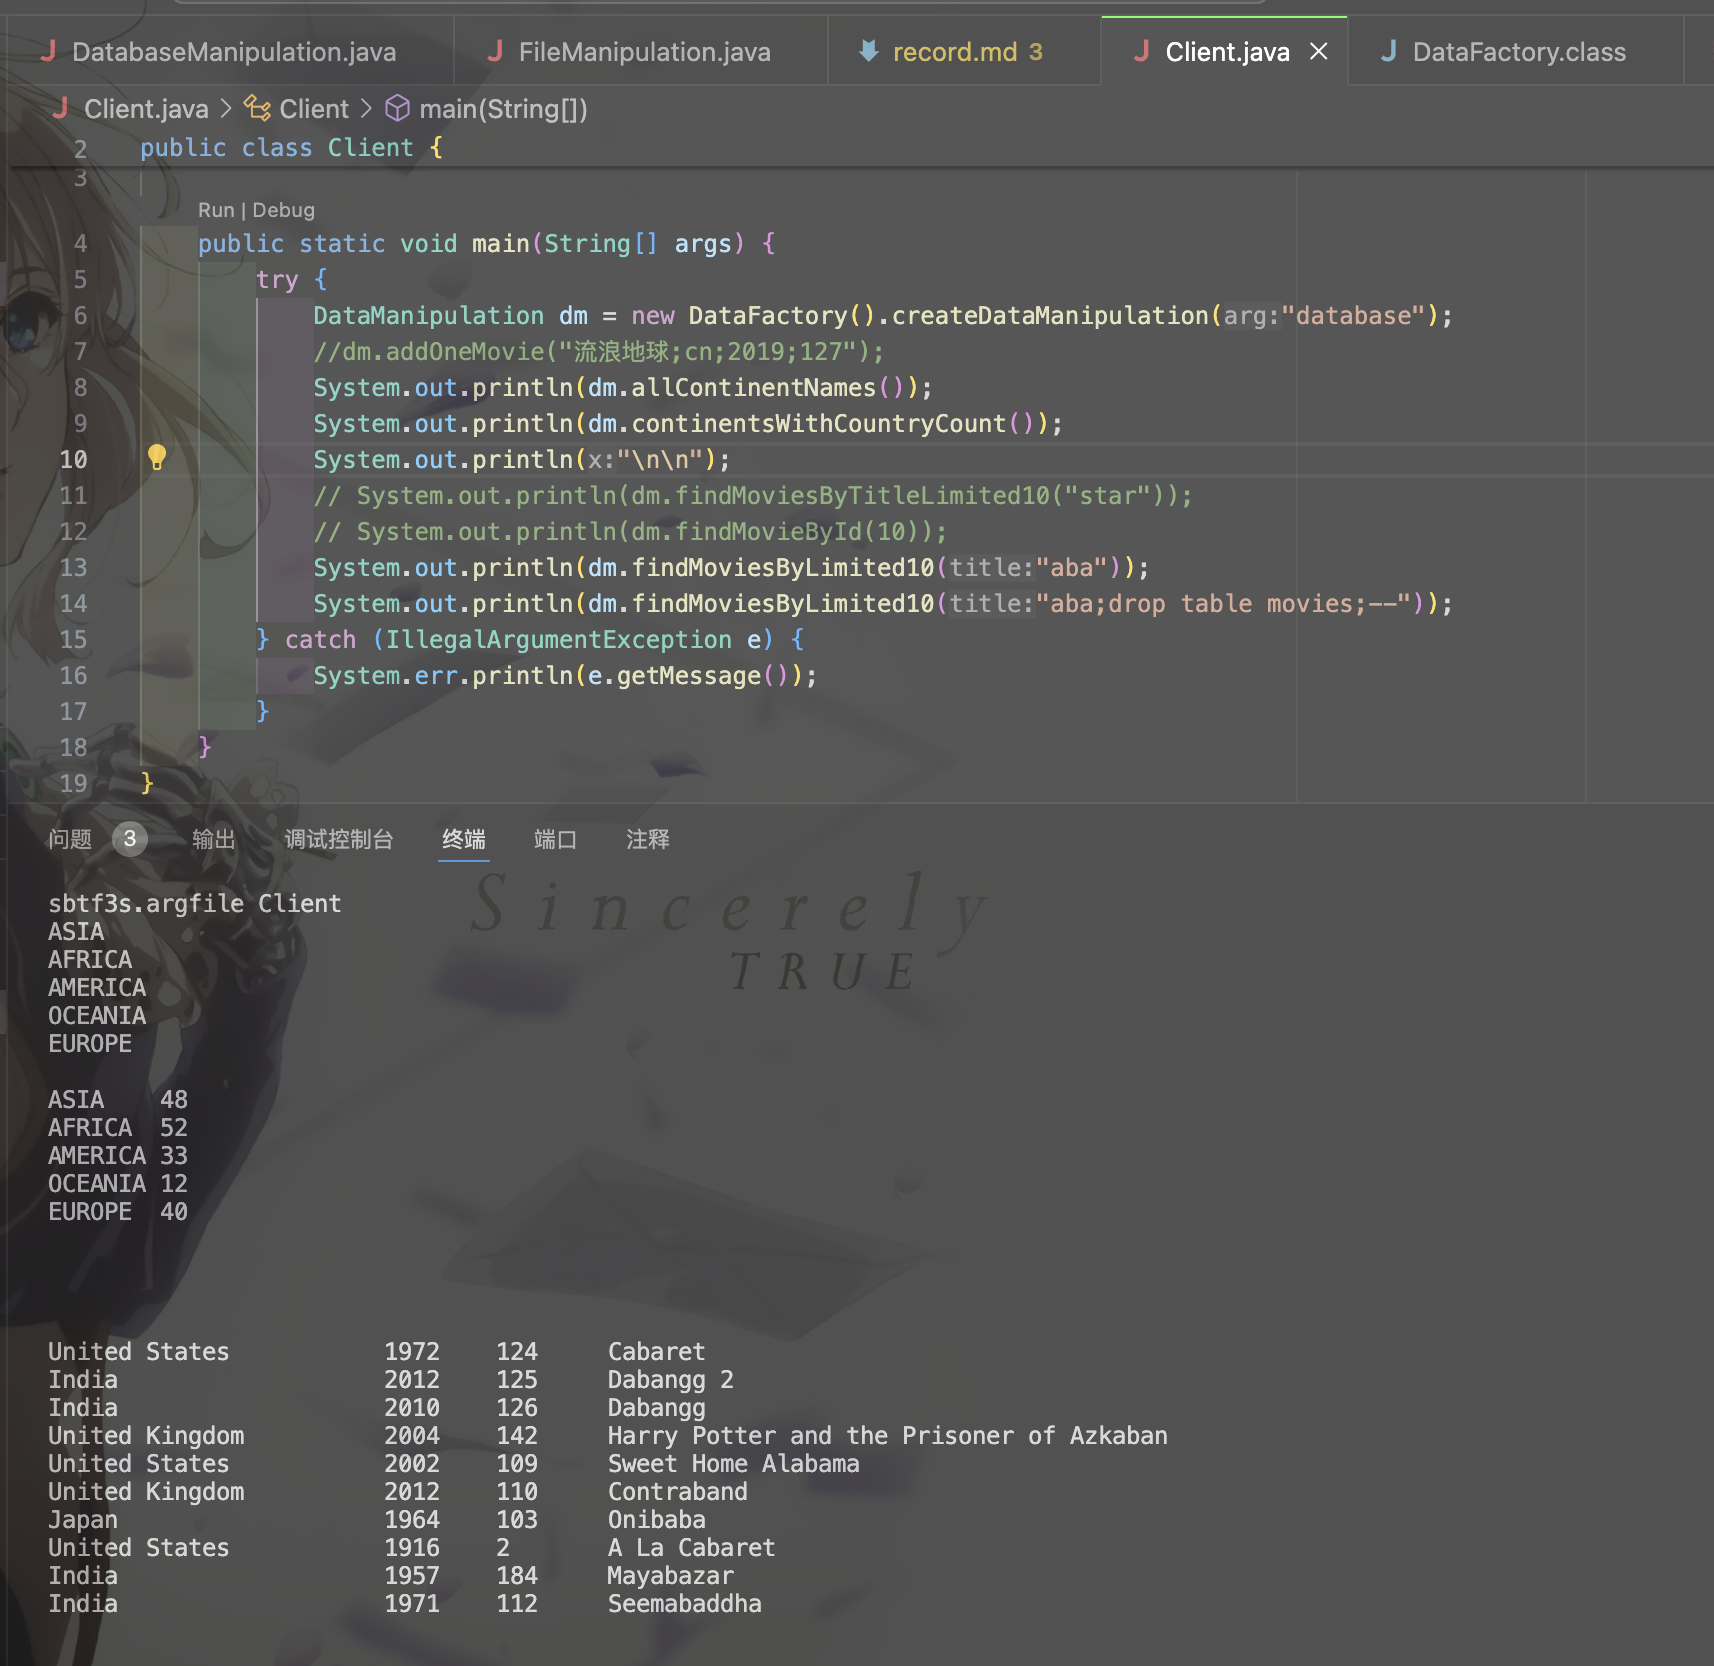 DatabaseManipulation.java FileManipulation.java record.md 3 Client.java DataFactory.class
Client.java > Client > main(String[])
2 public class Client {
3
Run | Debug
4 public static void main(String[] args) {
5 try {
6 DataManipulation dm = new DataFactory().createDataManipulation(arg:"database");
7 //dm.addOneMovie("流浪地球;cn;2019;127");
8 System.out.println(dm.allContinentNames());
9 System.out.println(dm.continentsWithCountryCount());
10 System.out.println(x:"\n\n");
11 // System.out.println(dm.findMoviesByTitleLimited10("star"));
12 // System.out.println(dm.findMovieById(10));
13 System.out.println(dm.findMoviesByLimited10(title:"aba"));
14 System.out.println(dm.findMoviesByLimited10(title:"aba;drop table movies;--"));
15 } catch (IllegalArgumentException e) {
16 System.err.println(e.getMessage());
17 }
18 }
19 }
问题 3 输出 调试控制台 终端 端口 注释
Sincerely
TRUE
sbtf3s.argfile Client
ASIA
AFRICA
AMERICA
OCEANIA
EUROPE
ASIA 48
AFRICA 52
AMERICA 33
OCEANIA 12
EUROPE 40
United States 1972 124 Cabaret
India 2012 125 Dabangg 2
India 2010 126 Dabangg
United Kingdom 2004 142 Harry Potter and the Prisoner of Azkaban
United States 2002 109 Sweet Home Alabama
United Kingdom 2012 110 Contraband
Japan 1964 103 Onibaba
United States 1916 2 A La Cabaret
India 1957 184 Mayabazar
India 1971 112 Seemabaddha